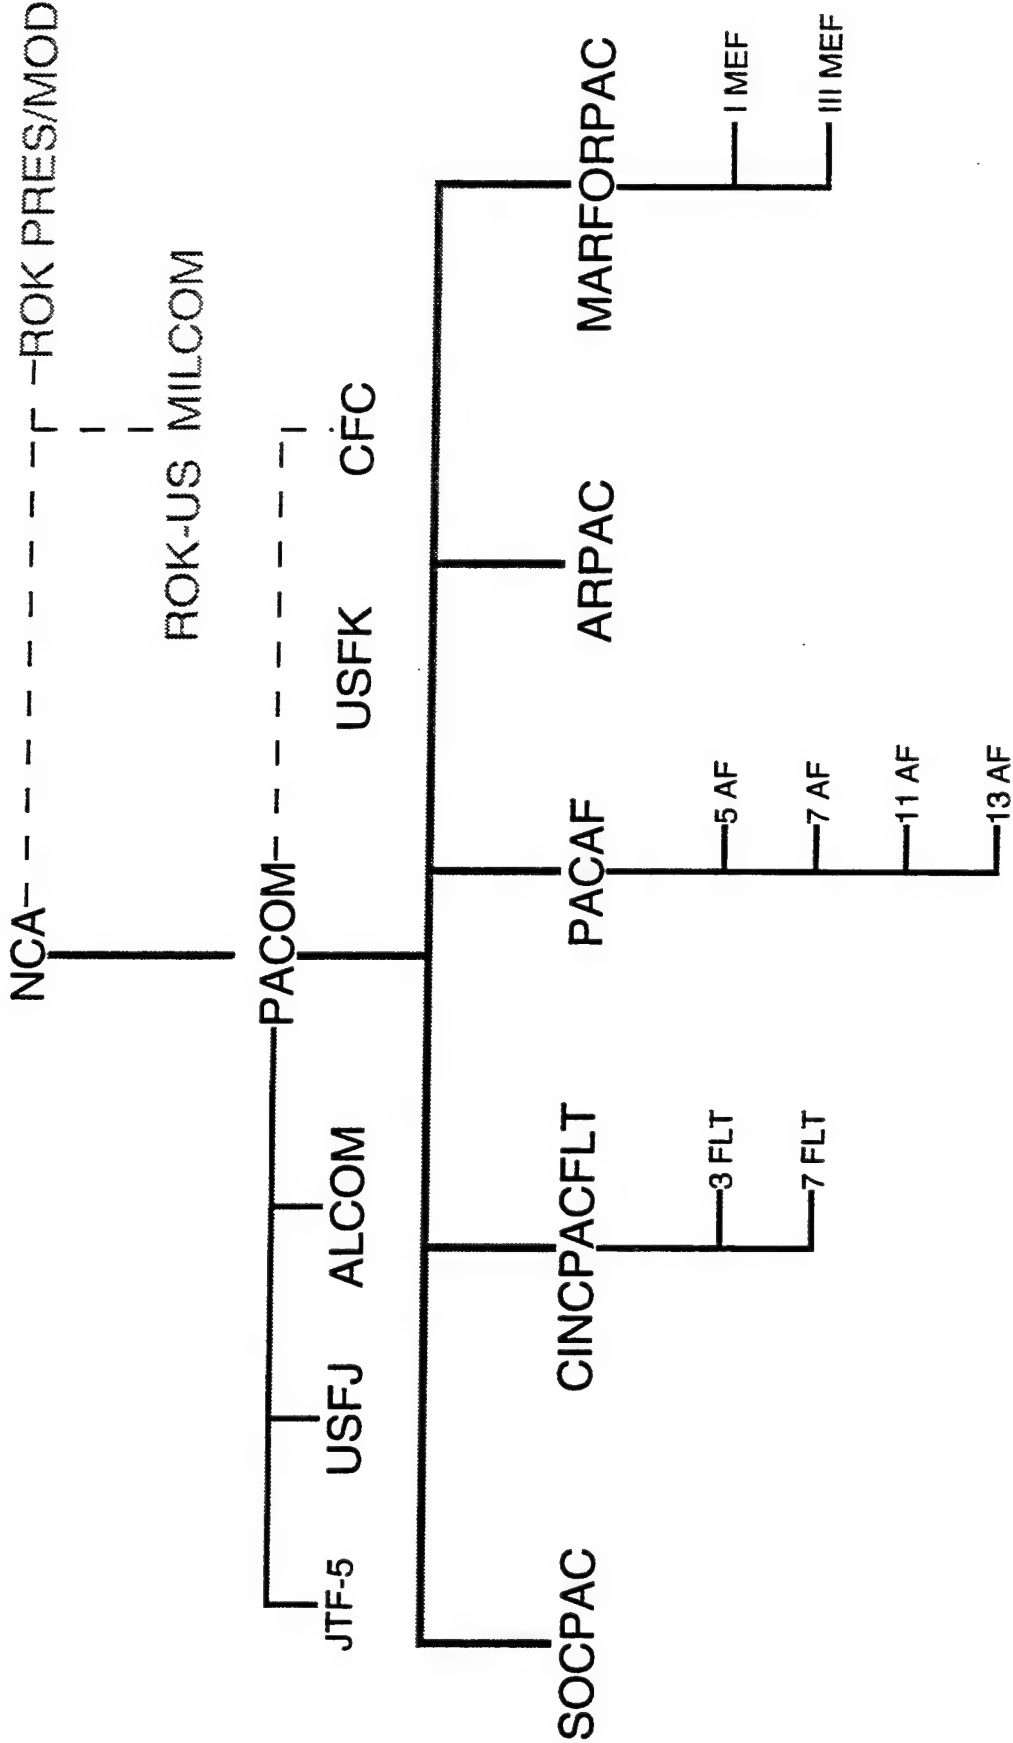 NCA
ROK PRES/MOD
ROK-US MILCOM
PACOM
JTF-5
USFJ
ALCOM
USFK
CFC
SOCPAC
CINCPACFLT
3 FLT
7 FLT
PACAF
5 AF
7 AF
11 AF
13 AF
ARPAC
MARFORPAC
I MEF
III MEF